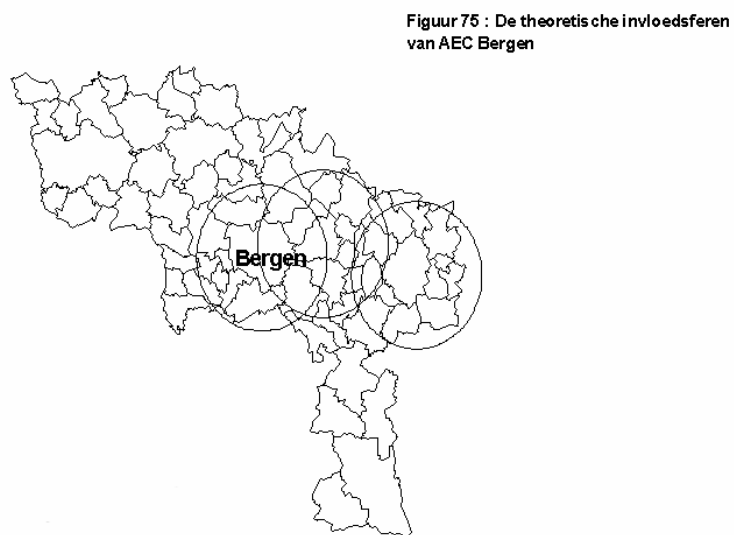 Figuur 75 : De theoretische invloedsferen
van AEC Bergen
Bergen